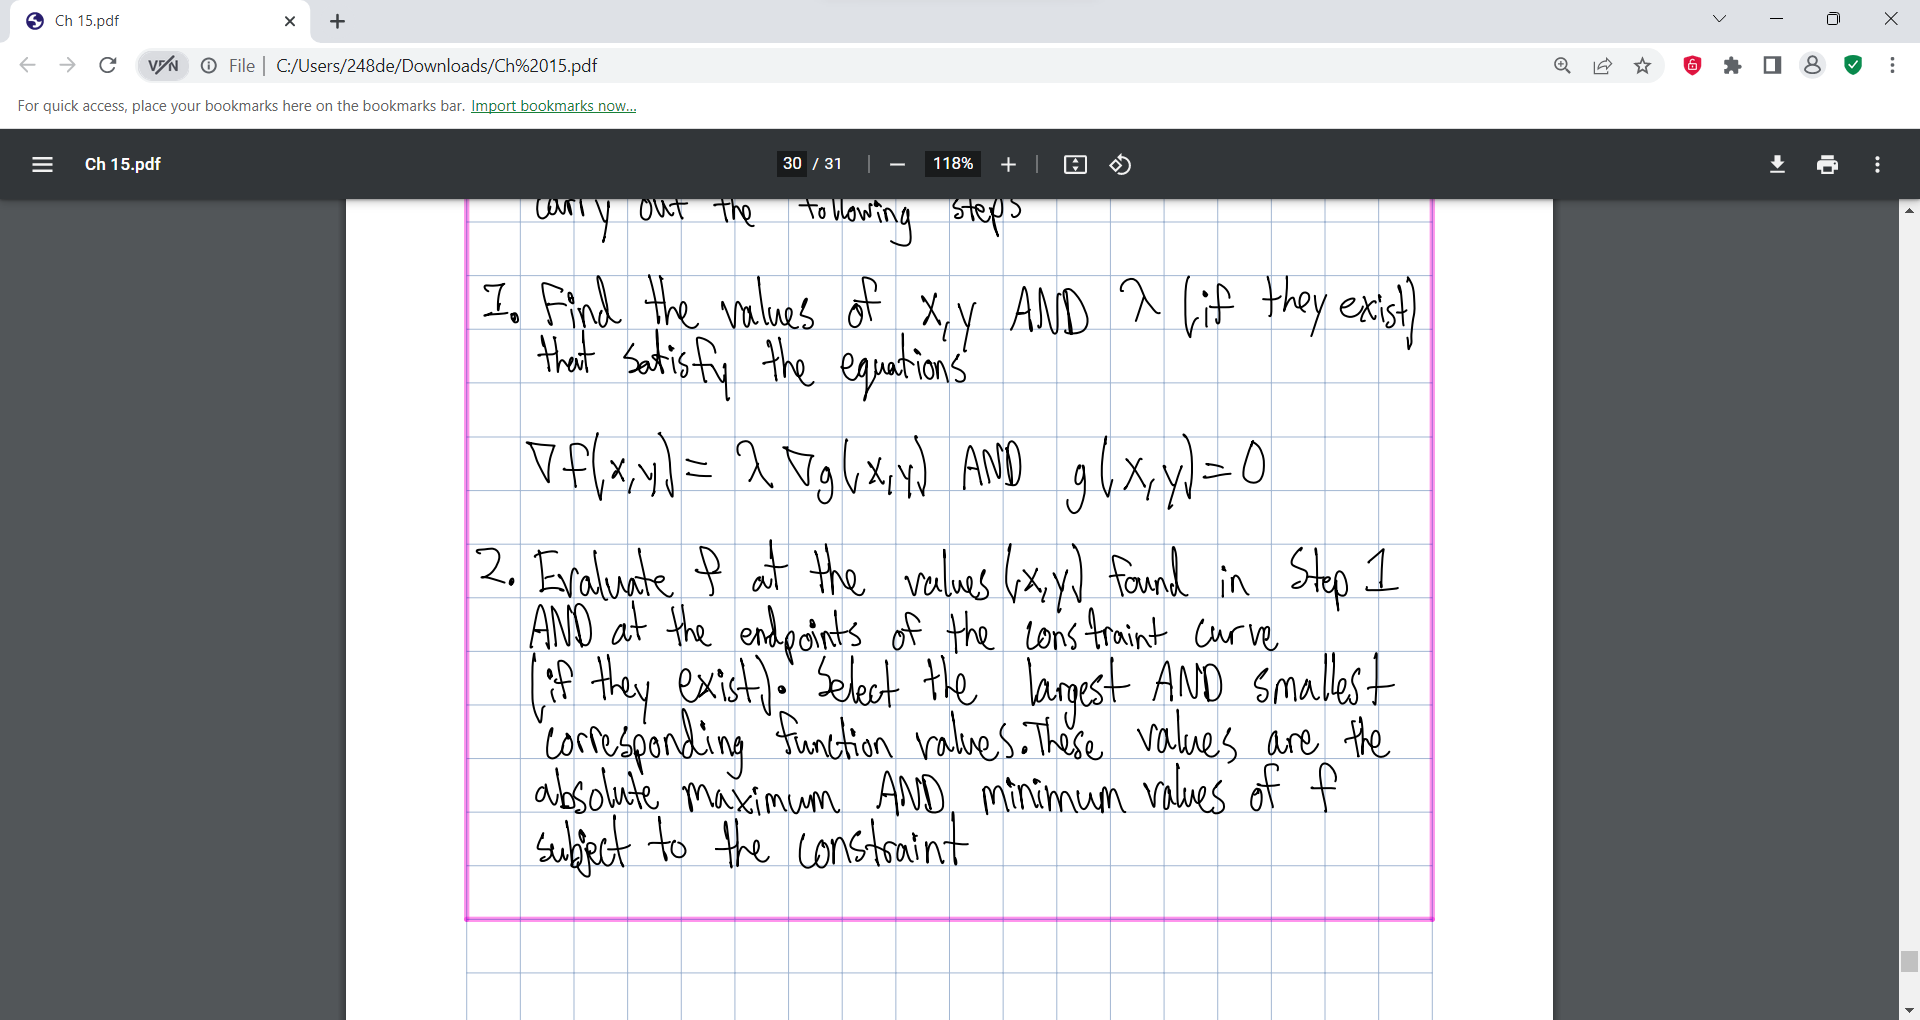 Ch 15.pdf
VPN
File
C:/Users/248de/Downloads/Ch%2015.pdf
For quick access, place your bookmarks here on the bookmarks bar. Import bookmarks now...
Ch 15.pdf
30 / 31
118%
carry out the following steps
1. Find the values of x,y AND λ (if they exist)
that satisfy the equations
∇f(x,y) = λ ∇g(x,y) AND g(x,y) = 0
2. Evaluate f at the values (x,y) found in Step 1
AND at the endpoints of the constraint curve
(if they exist). Select the largest AND smallest
corresponding function values. These values are the
absolute maximum AND minimum values of f
subject to the constraint